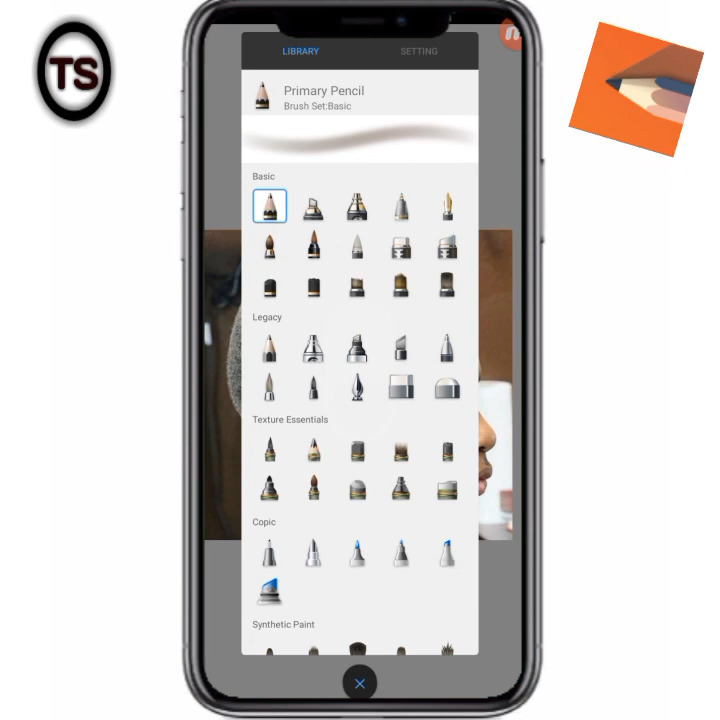 TS
LIBRARY
SETTING
Primary Pencil
Brush Set:Basic
Basic
Legacy
Texture Essentials
Copic
Synthetic Paint